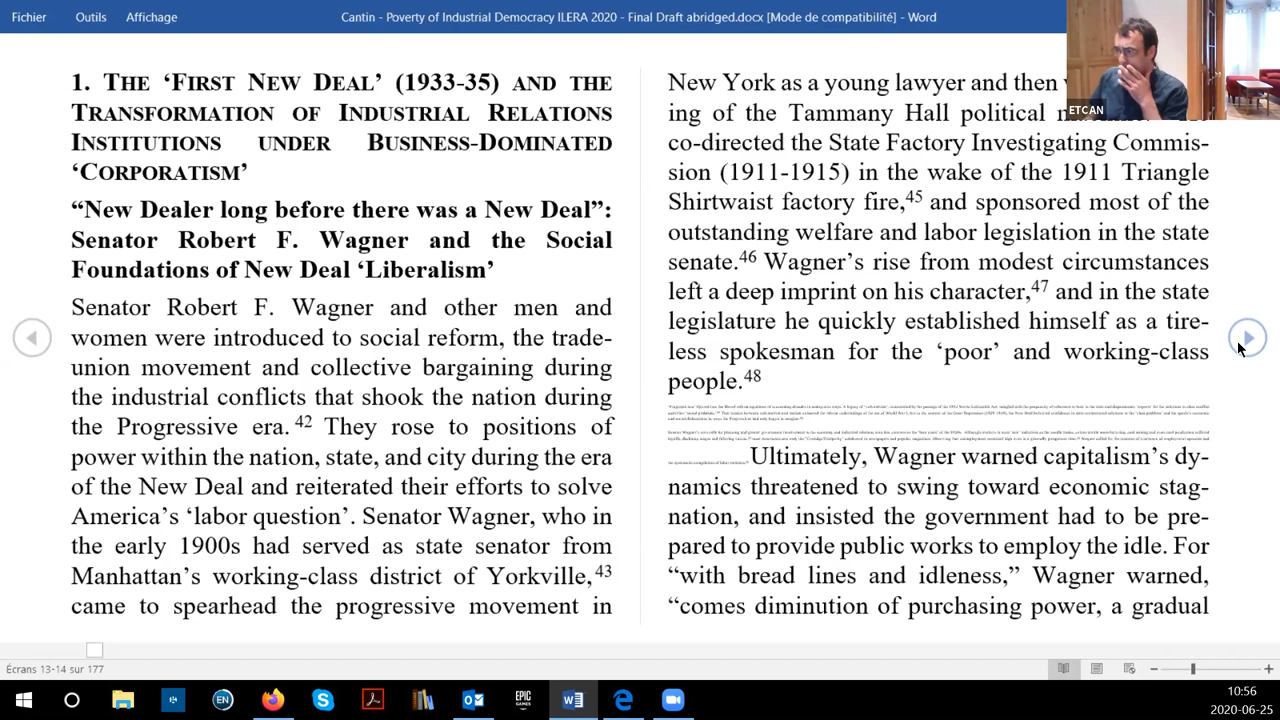 Fichier Outils Affichage Cantin - Poverty of Industrial Democracy ILERA 2020 - Final Draft abridged.docx [Mode de compatibilité] - Word
ETCAN
1. THE ‘FIRST NEW DEAL’ (1933-35) AND THE
TRANSFORMATION OF INDUSTRIAL RELATIONS
INSTITUTIONS UNDER BUSINESS-DOMINATED
‘CORPORATISM’
“New Dealer long before there was a New Deal”:
Senator Robert F. Wagner and the Social
Foundations of New Deal ‘Liberalism’
Senator Robert F. Wagner and other men and
women were introduced to social reform, the trade-
union movement and collective bargaining during
the industrial conflicts that shook the nation during
the Progressive era.42 They rose to positions of
power within the nation, state, and city during the era
of the New Deal and reiterated their efforts to solve
America’s ‘labor question’. Senator Wagner, who in
the early 1900s had served as state senator from
Manhattan’s working-class district of Yorkville,43
came to spearhead the progressive movement in
New York as a young lawyer and then
ing of the Tammany Hall political
co-directed the State Factory Investigating Commis-
sion (1911-1915) in the wake of the 1911 Triangle
Shirtwaist factory fire,45 and sponsored most of the
outstanding welfare and labor legislation in the state
senate.46 Wagner’s rise from modest circumstances
left a deep imprint on his character,47 and in the state
legislature he quickly established himself as a tire-
less spokesman for the ‘poor’ and working-class
people.48
Ultimately, Wagner warned capitalism’s dy-
namics threatened to swing toward economic stag-
nation, and insisted the government had to be pre-
pared to provide public works to employ the idle. For
“with bread lines and idleness,” Wagner warned,
“comes diminution of purchasing power, a gradual
Écrans 13-14 sur 177
EN
EPIC
GAMES
10:56
2020-06-25